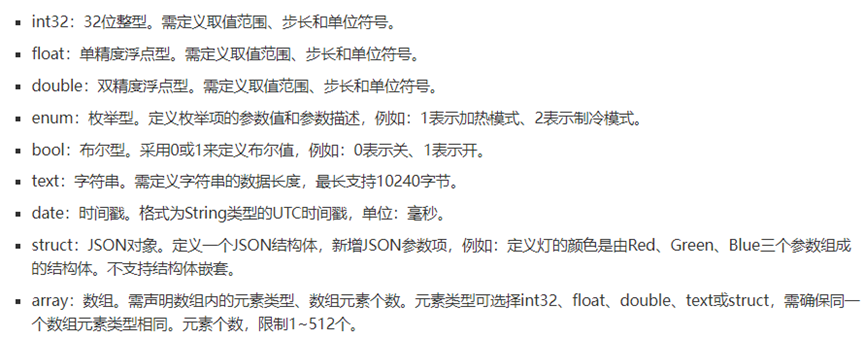 ▪ int32：32位整型。需定义取值范围、步长和单位符号。
▪ float：单精度浮点型。需定义取值范围、步长和单位符号。
▪ double：双精度浮点型。需定义取值范围、步长和单位符号。
▪ enum：枚举型。定义枚举项的参数值和参数描述，例如：1表示加热模式、2表示制冷模式。
▪ bool：布尔型。采用0或1来定义布尔值，例如：0表示关、1表示开。
▪ text：字符串。需定义字符串的数据长度，最长支持10240字节。
▪ date：时间戳。格式为String类型的UTC时间戳，单位：毫秒。
▪ struct：JSON对象。定义一个JSON结构体，新增JSON参数项，例如：定义灯的颜色是由Red、Green、Blue三个参数组成
的结构体。不支持结构体嵌套。
▪ array：数组。需声明数组内的元素类型、数组元素个数。元素类型可选择int32、float、double、text或struct，需确保同一
个数组元素类型相同。元素个数，限制1~512个。